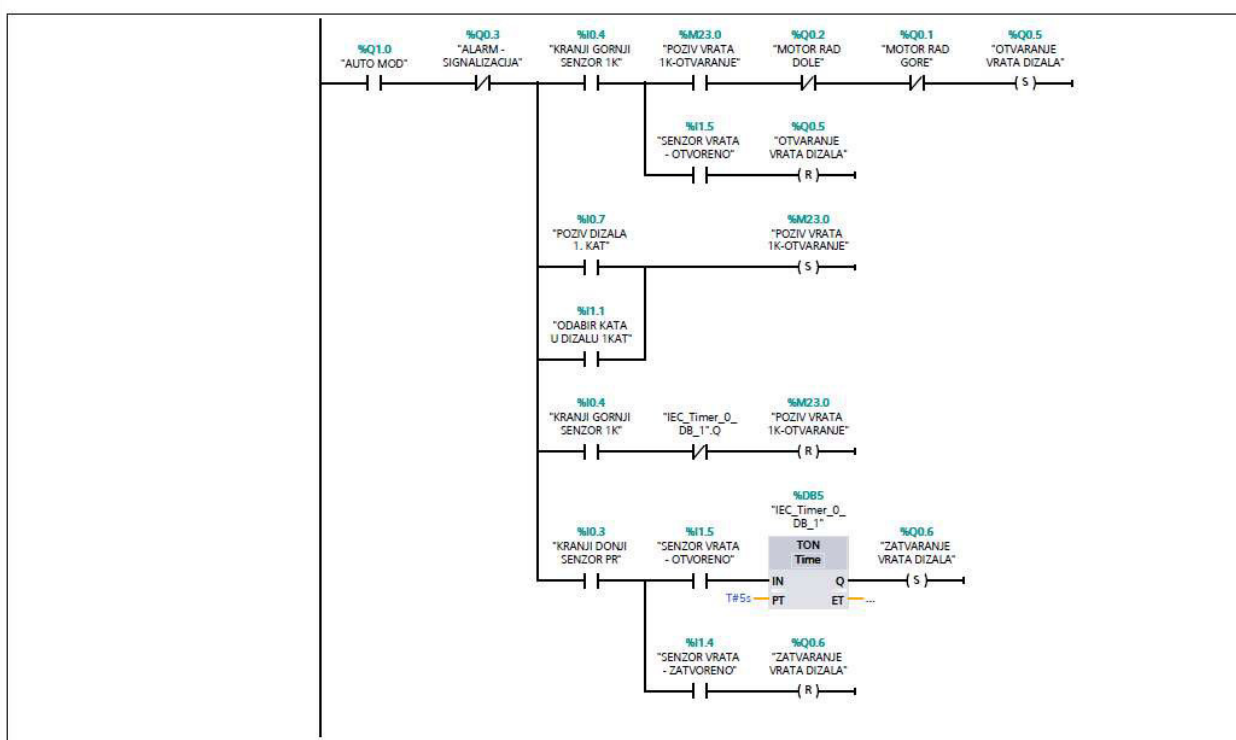 %Q1.0
"AUTO MOD"
%Q0.3
"ALARM -
SIGNALIZACIJA"
%I0.4
"KRANJI GORNJI
SENZOR 1K"
%M23.0
"POZIV VRATA
1K-OTVARANJE"
%Q0.2
"MOTOR RAD
DOLE"
%Q0.1
"MOTOR RAD
GORE"
%Q0.5
"OTVARANJE
VRATA DIZALA"
S
%I1.5
"SENZOR VRATA
- OTVORENO"
%Q0.5
"OTVARANJE
VRATA DIZALA"
R
%I0.7
"POZIV DIZALA
1. KAT"
%M23.0
"POZIV VRATA
1K-OTVARANJE"
S
%I1.1
"ODABIR KATA
U DIZALU 1KAT"
%I0.4
"KRANJI GORNJI
SENZOR 1K"
"IEC_Timer_0_
DB_1".Q
%M23.0
"POZIV VRATA
1K-OTVARANJE"
R
%I0.3
"KRANJI DONJI
SENZOR PR"
%I1.5
"SENZOR VRATA
- OTVORENO"
%DB5
"IEC_Timer_0_
DB_1"
TON
Time
IN Q
T#5s PT ET ...
%Q0.6
"ZATVARANJE
VRATA DIZALA"
S
%I1.4
"SENZOR VRATA
- ZATVORENO"
%Q0.6
"ZATVARANJE
VRATA DIZALA"
R